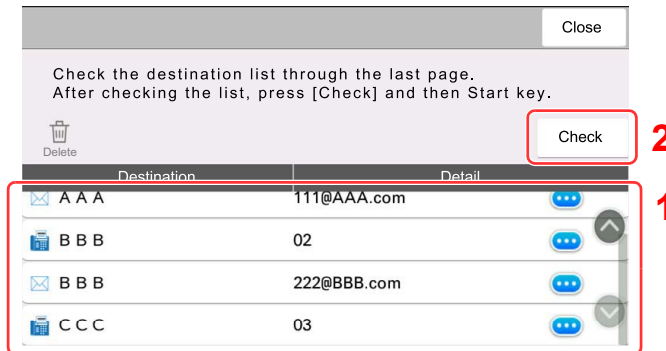 Close
Check the destination list through the last page.
After checking the list, press [Check] and then Start key.
Delete
Check
2
Destination Detail
1
A A A 111@AAA.com
B B B 02
B B B 222@BBB.com
C C C 03